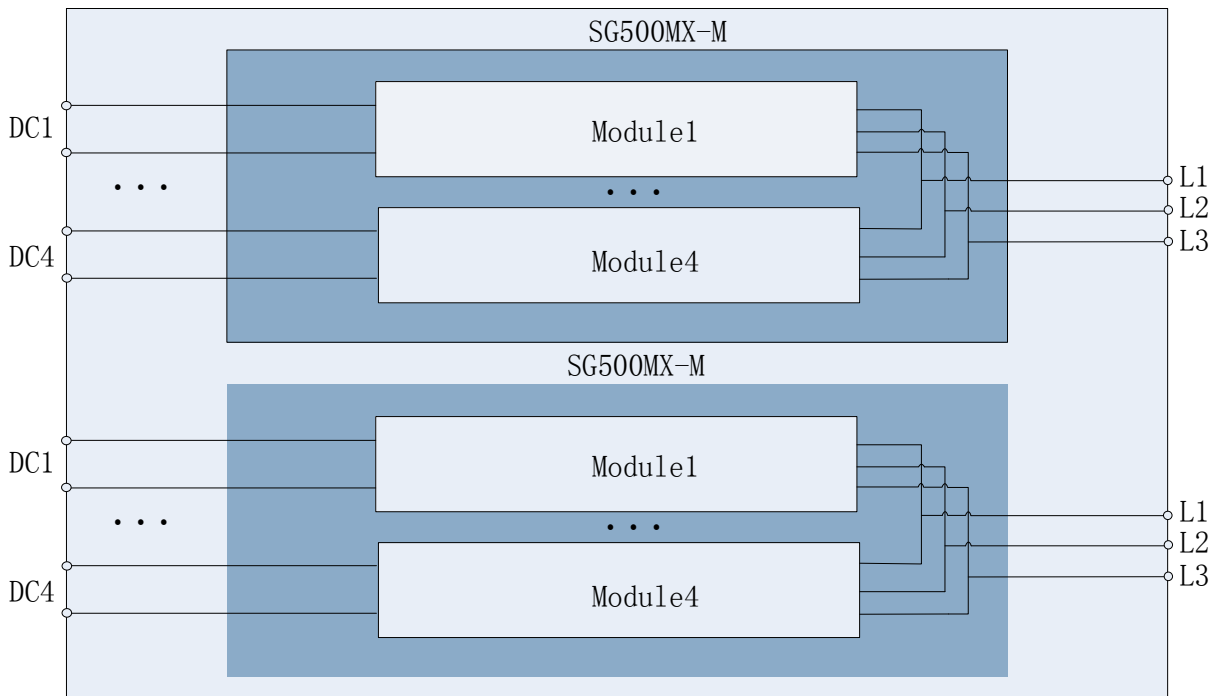 SG500MX-M
DC1
Module1
. . .
. . .
L1
L2
L3
DC4
Module4
SG500MX-M
DC1
Module1
. . .
. . .
L1
L2
L3
DC4
Module4